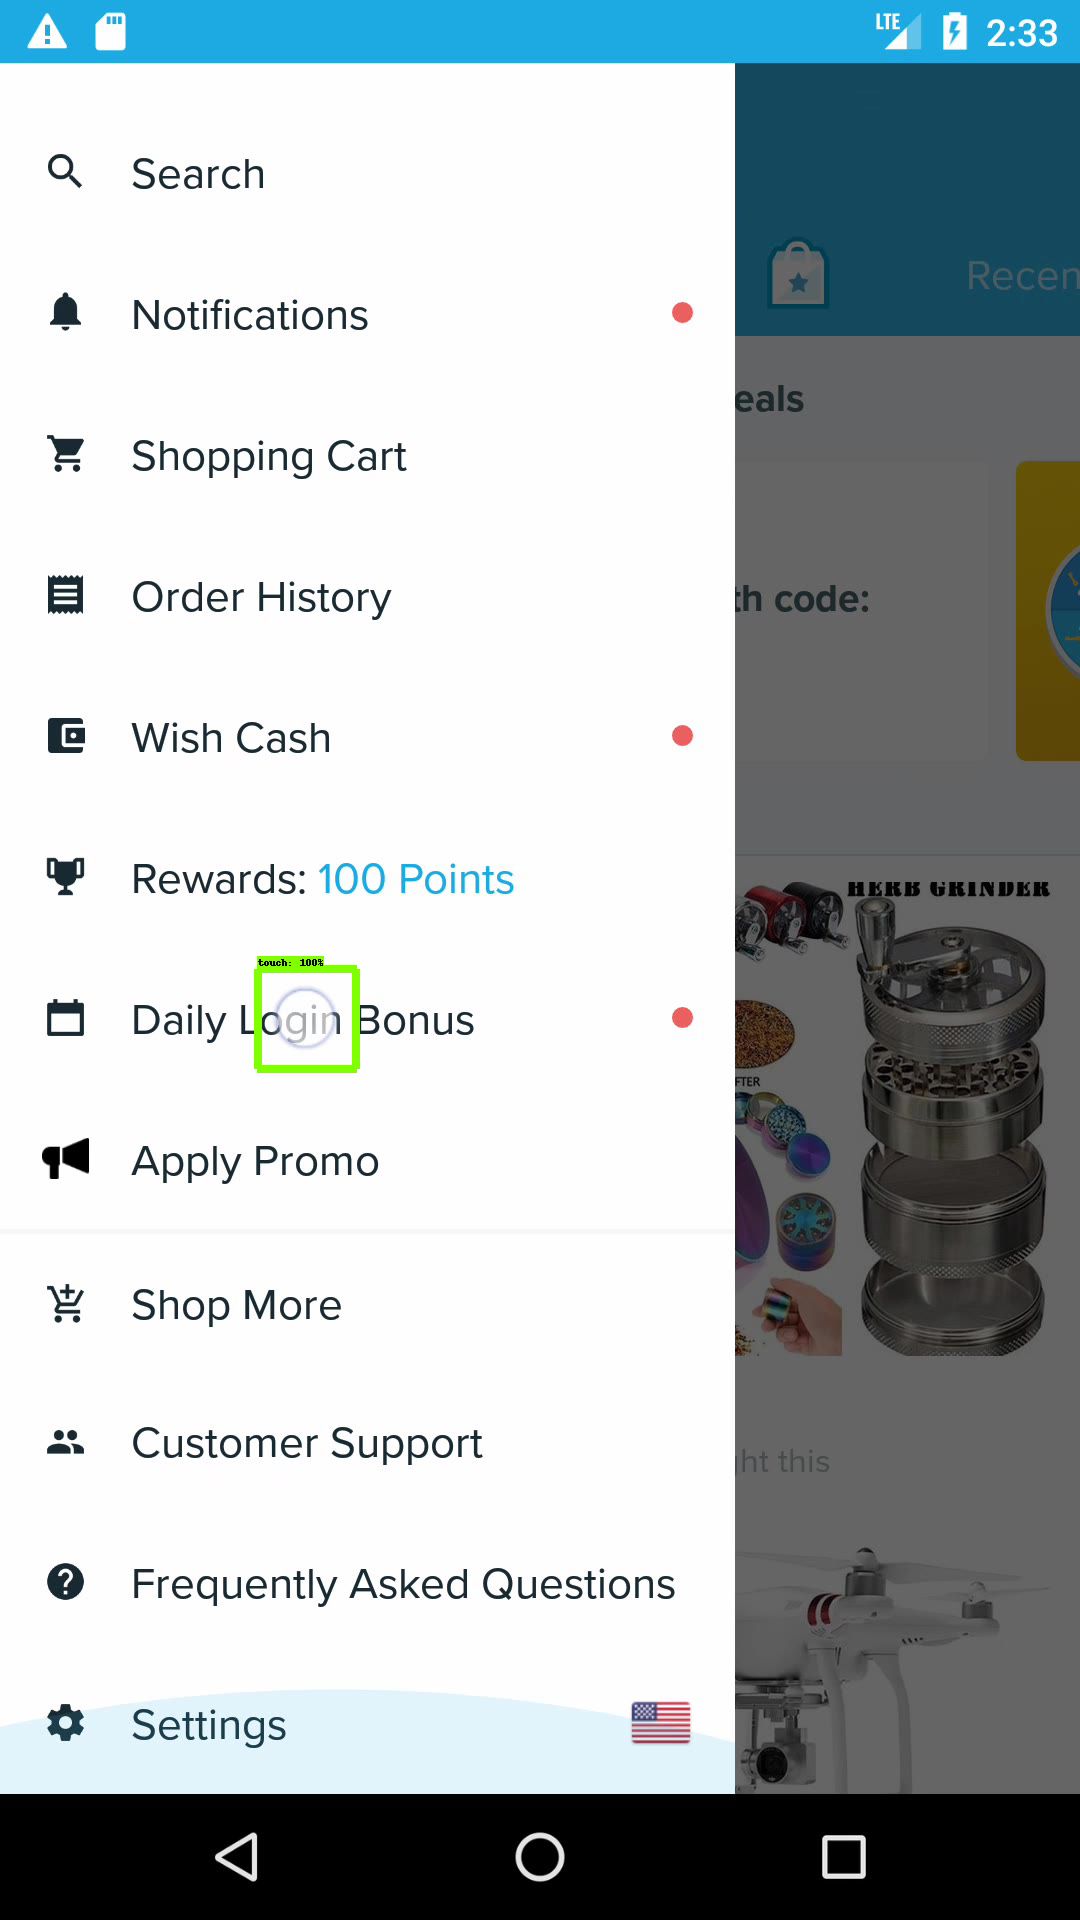 LTE 2:33
Search
Recen
Notifications
eals
Shopping Cart
Order History
th code:
Wish Cash
Rewards: 100 Points
HERB GRINDER
touch: 100%
Daily Login Bonus
FTER
Apply Promo
Shop More
Customer Support
ght this
Frequently Asked Questions
Settings